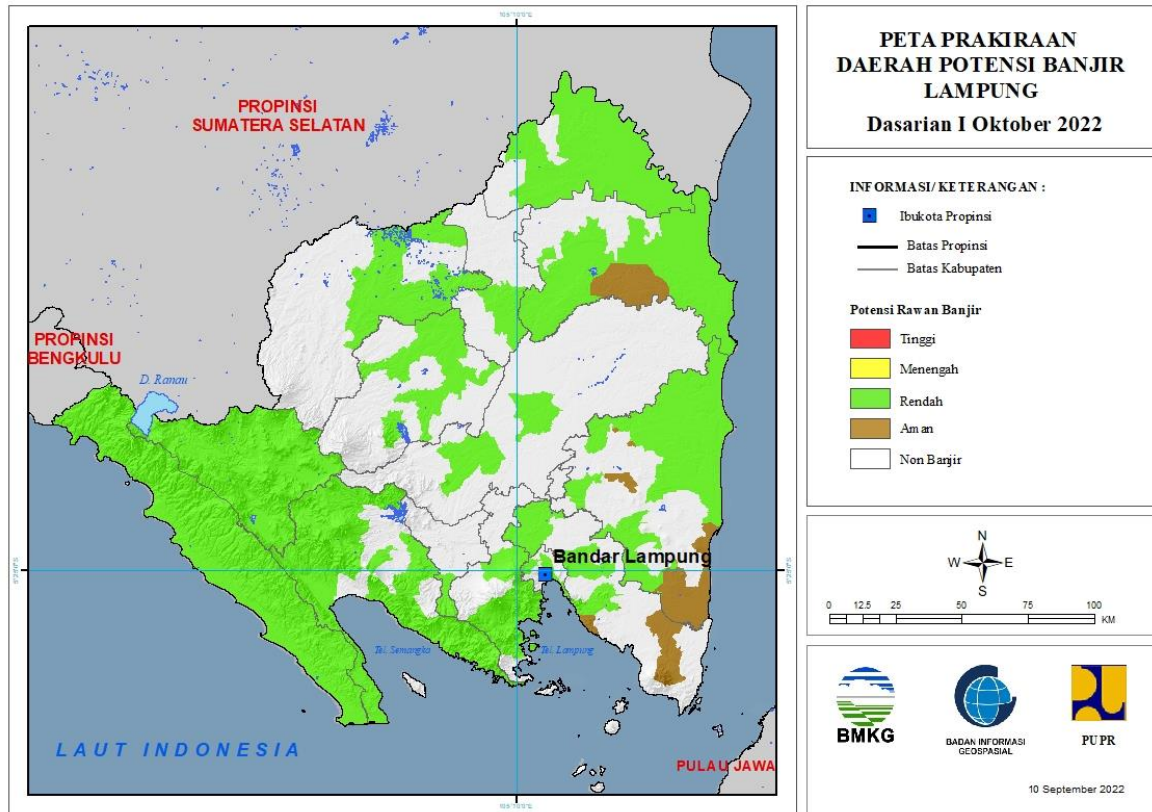 PETA PRAKIRAAN
DAERAH POTENSI BANJIR
LAMPUNG
Dasarian I Oktober 2022
INFORMASI/ KETERANGAN :
Ibukota Propinsi
Batas Propinsi
Batas Kabupaten
Potensi Rawan Banjir
Tinggi
Menengah
Rendah
Aman
Non Banjir
N
W E
S
0 12.5 25 50 75 100
KM
BMKG
BADAN INFORMASI
GEOSPASIAL
PUPR
10 September 2022
PROPINSI
SUMATERA SELATAN
PROPINSI
BENGKULU
D. Ranau
Bandar Lampung
Tel. Semangka
Tel. Lampung
LAUT INDONESIA
PULAU JAWA